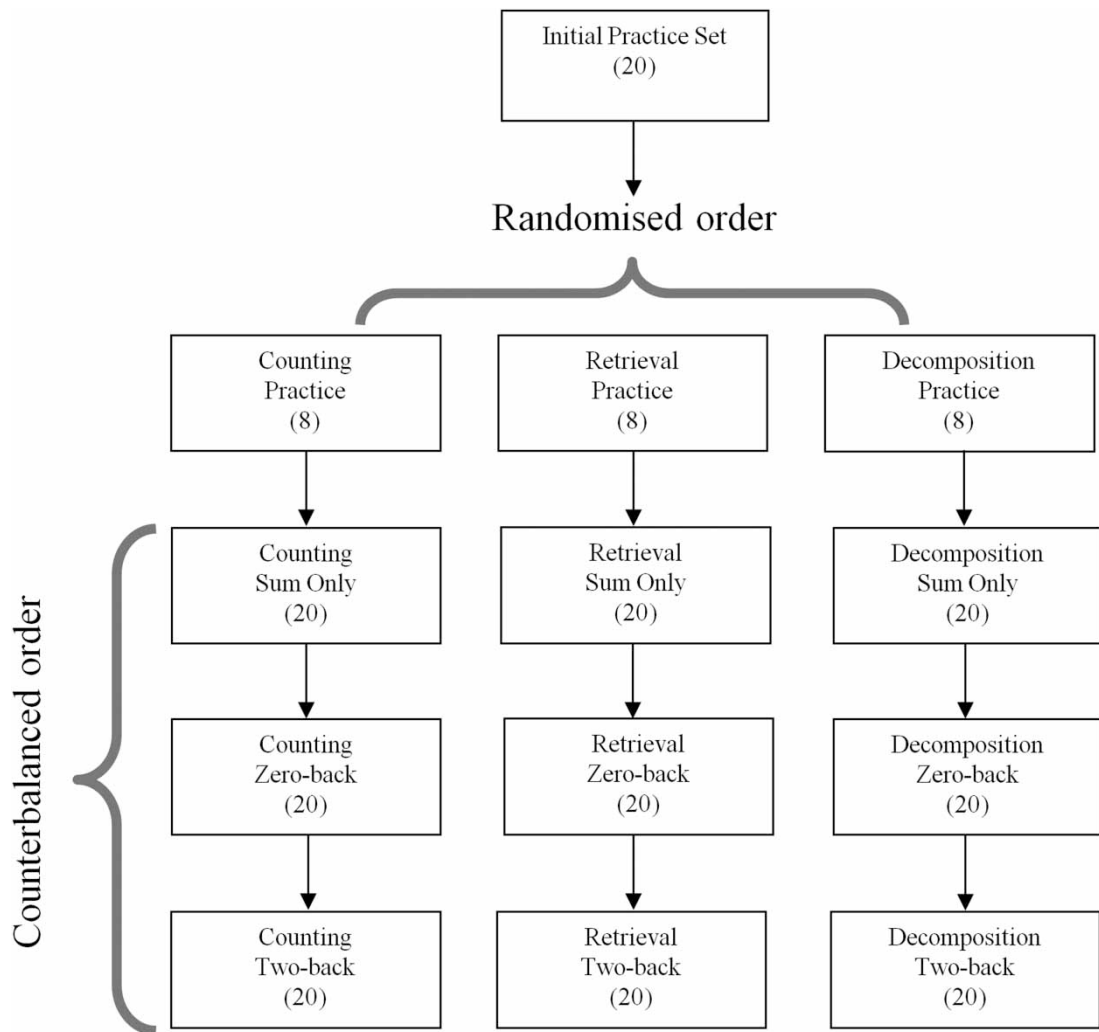 Initial Practice Set
(20)
Randomised order
Counting
Practice
(8)
Retrieval
Practice
(8)
Decomposition
Practice
(8)
Counterbalanced order
Counting
Sum Only
(20)
Retrieval
Sum Only
(20)
Decomposition
Sum Only
(20)
Counting
Zero-back
(20)
Retrieval
Zero-back
(20)
Decomposition
Zero-back
(20)
Counting
Two-back
(20)
Retrieval
Two-back
(20)
Decomposition
Two-back
(20)